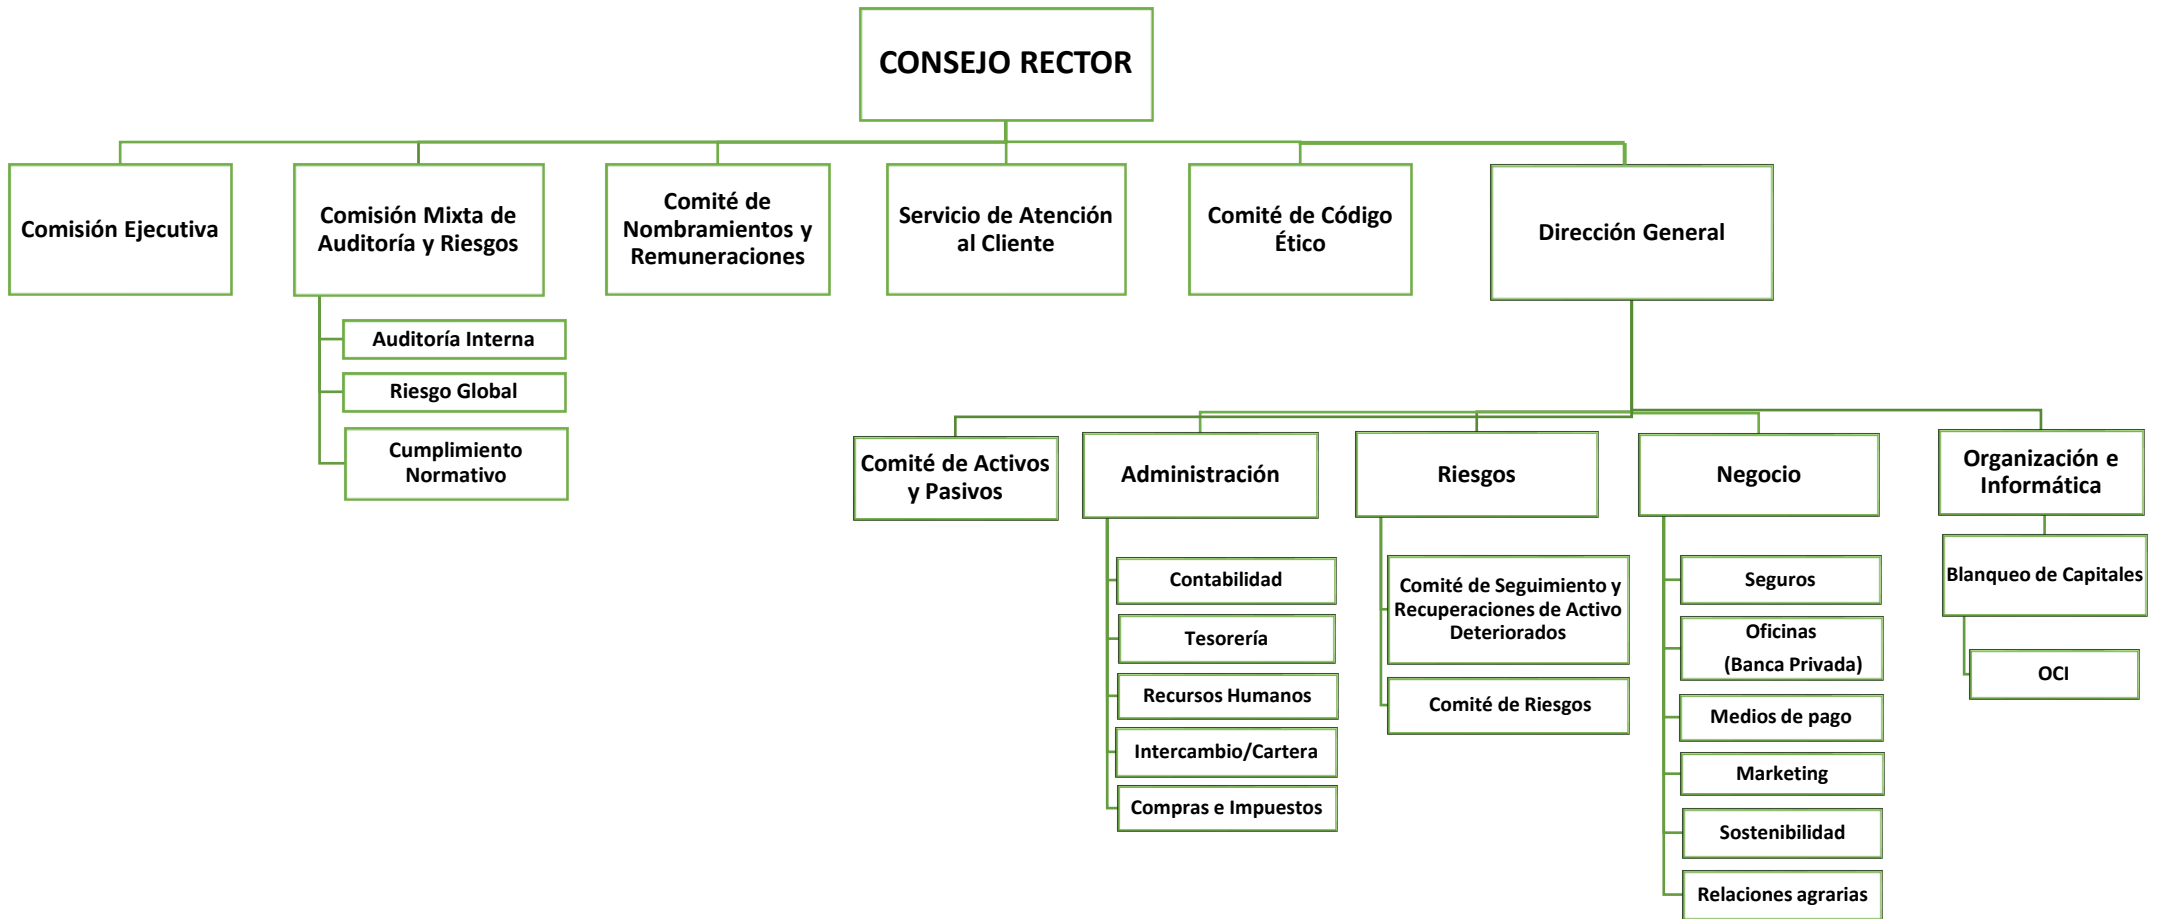 CONSEJO RECTOR
Comisión Ejecutiva
Comisión Mixta de
Auditoría y Riesgos
Comité de
Nombramientos y
Remuneraciones
Servicio de Atención
al Cliente
Comité de Código
Ético
Dirección General
Auditoría Interna
Riesgo Global
Cumplimiento
Normativo
Comité de Activos
y Pasivos
Administración
Riesgos
Negocio
Organización e
Informática
Contabilidad
Tesorería
Recursos Humanos
Intercambio/Cartera
Compras e Impuestos
Comité de Seguimiento y
Recuperaciones de Activo
Deteriorados
Comité de Riesgos
Seguros
Oficinas
(Banca Privada)
Medios de pago
Marketing
Sostenibilidad
Relaciones agrarias
Blanqueo de Capitales
OCI